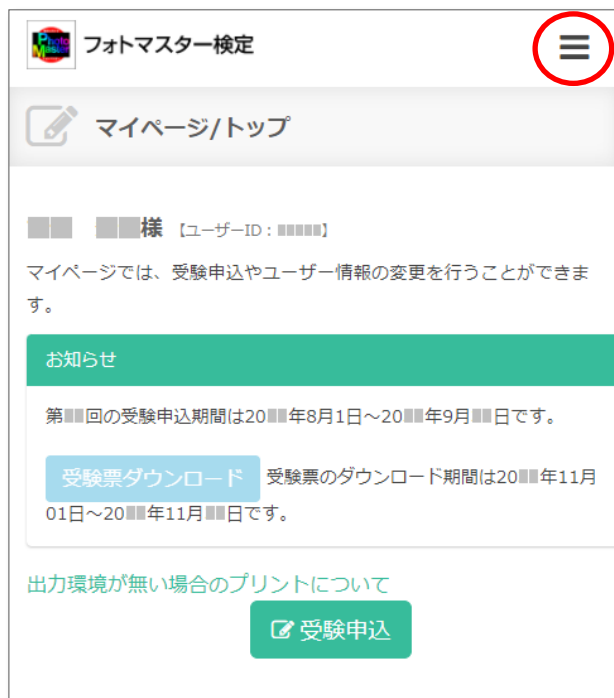 Photo Master
フォトマスター検定
マイページ/トップ
様 【ユーザーID:】
マイページでは、受験申込やユーザー情報の変更を行うことができま
す。
お知らせ
第回の受験申込期間は20年8月1日~20年9月日です。
受験票ダウンロード 受験票のダウンロード期間は20年11月
01日~20年11月日です。
出力環境が無い場合のプリントについて
受験申込